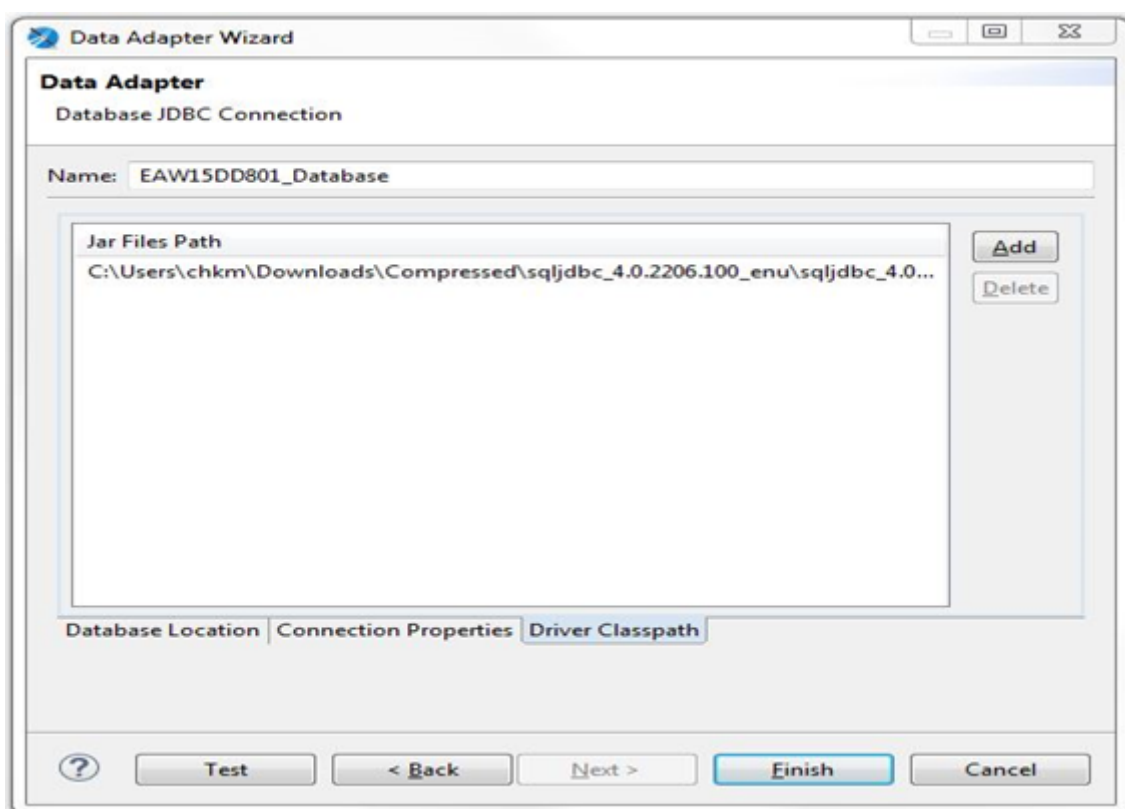 Data Adapter Wizard
Data Adapter
Database JDBC Connection
Name: EAW15DD801_Database
Jar Files Path
Add
C:\Users\chkm\Downloads\Compressed\sqljdbc_4.0.2206.100_enu\sqljdbc_4.0...
Delete
Database Location Connection Properties Driver Classpath
? Test < Back Next > Finish Cancel